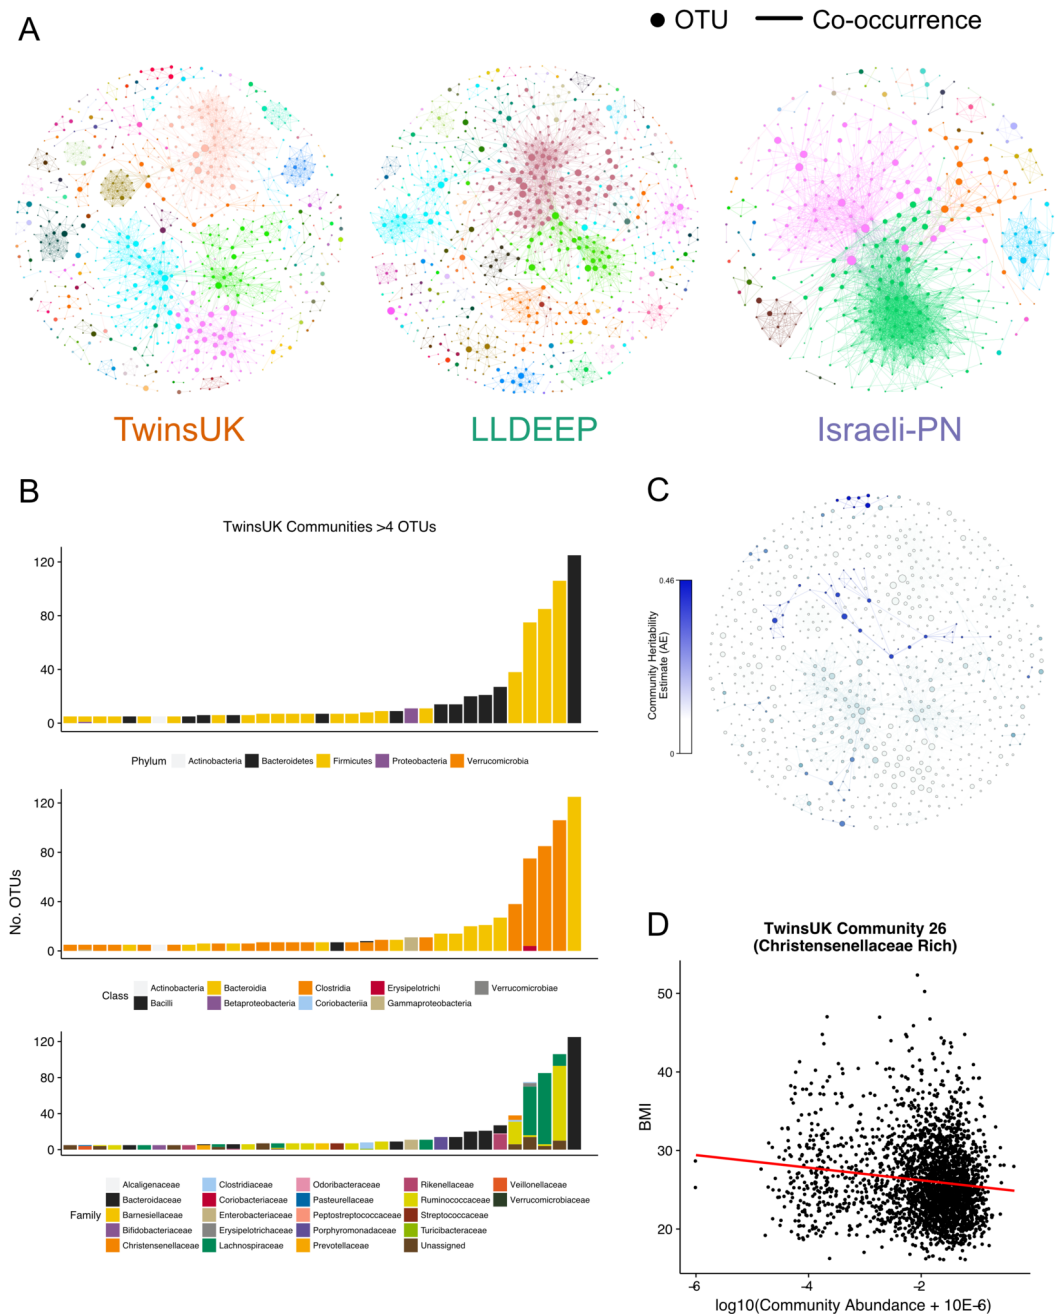 A
OTU
Co-occurrence
TwinsUK
LLDEEP
Israeli-PN
B
TwinsUK Communities >4 OTUs
120
80
40
0
Phylum
Actinobacteria
Bacteroidetes
Firmicutes
Proteobacteria
Verrucomicrobia
No. OTUs
120
80
40
0
Class
Actinobacteria
Bacteroidia
Clostridia
Erysipelotrichi
Verrucomicrobiae
Bacilli
Betaproteobacteria
Coriobacteriia
Gammaproteobacteria
120
80
40
0
Family
Alcaligenaceae
Clostridiaceae
Odoribacteraceae
Rikenellaceae
Veillonellaceae
Bacteroidaceae
Coriobacteriaceae
Pasteurellaceae
Ruminococcaceae
Verrucomicrobiaceae
Barnesiellaceae
Enterobacteriaceae
Peptostreptococcaceae
Streptococcaceae
Bifidobacteriaceae
Erysipelotrichaceae
Porphyromonadaceae
Turicibacteraceae
Christensenellaceae
Lachnospiraceae
Prevotellaceae
Unassigned
C
0.46
Community Heritability
Estimate (AE)
0
D
TwinsUK Community 26
(Christensenellaceae Rich)
BMI
50
40
30
20
-6
-4
-2
log10(Community Abundance + 10E-6)